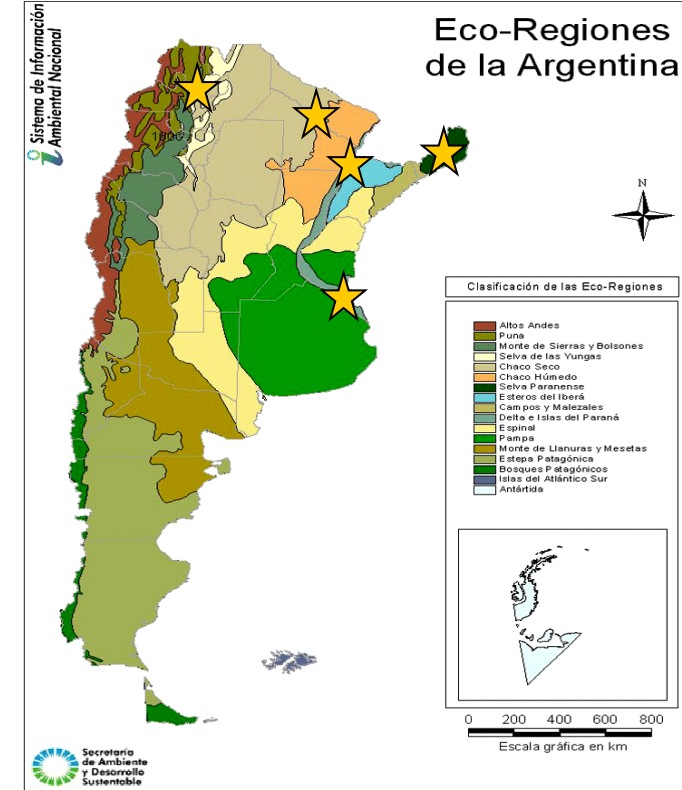 Eco-Regiones
de la Argentina
Sistema de Información
Ambiental Nacional
N
Clasificación de las Eco-Regiones
Altos Andes
Puna
Monte de Sierras y Bolsones
Selva de las Yungas
Chaco Seco
Chaco Húmedo
Selva Paranense
Esteros del Iberá
Campos y Malezales
Delta e Islas del Paraná
Espinal
Pampa
Monte de Llanuras y Mesetas
Estepa Patagónica
Bosques Patagónicos
Islas del Atlántico Sur
Antártida
0 200 400 600 800
Escala gráfica en km
Secretaría
de Ambiente
y Desarrollo
Sustentable